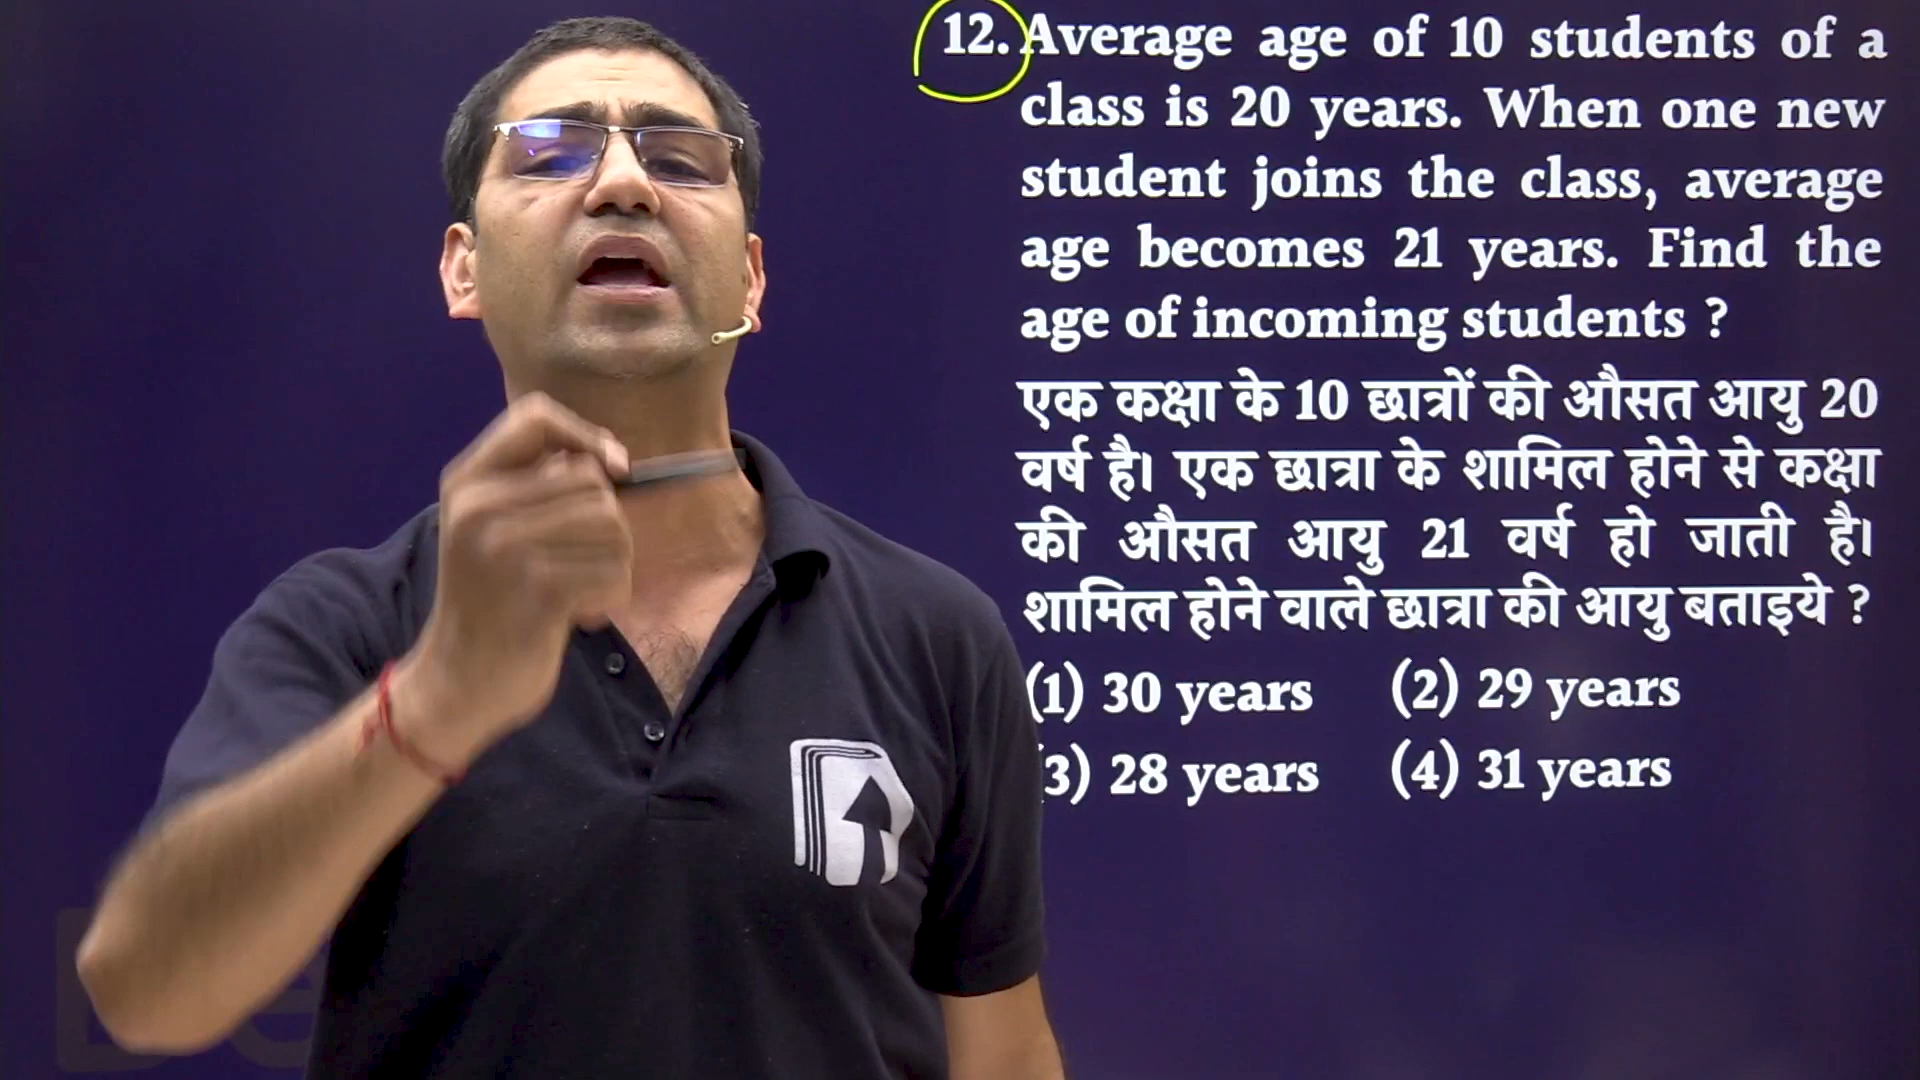 12. Average age of 10 students of a
class is 20 years. When one new
student joins the class, average
age becomes 21 years. Find the
age of incoming students ?
एक कक्षा के 10 छात्रों की औसत आयु 20
वर्ष है। एक छात्रा के शामिल होने से कक्षा
की औसत आयु 21 वर्ष हो जाती है।
शामिल होने वाले छात्रा की आयु बताइये ?
(1) 30 years (2) 29 years
(3) 28 years (4) 31 years